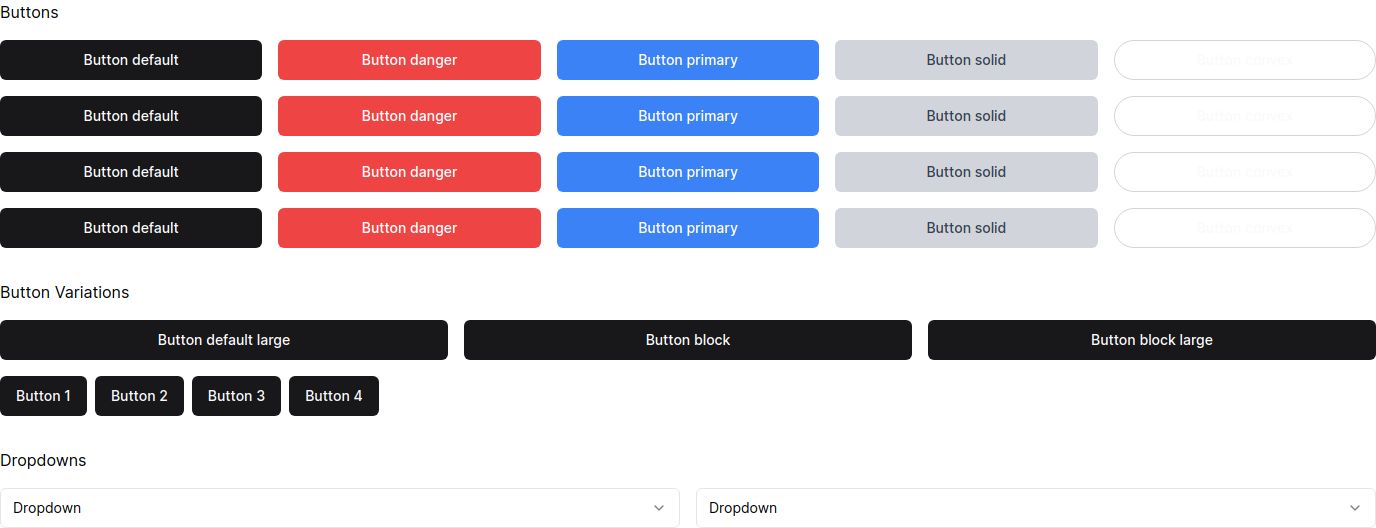 Buttons
Button default Button danger Button primary Button solid Button convex
Button default Button danger Button primary Button solid Button convex
Button default Button danger Button primary Button solid Button convex
Button default Button danger Button primary Button solid Button convex
Button Variations
Button default large Button block Button block large
Button 1 Button 2 Button 3 Button 4
Dropdowns
Dropdown Dropdown